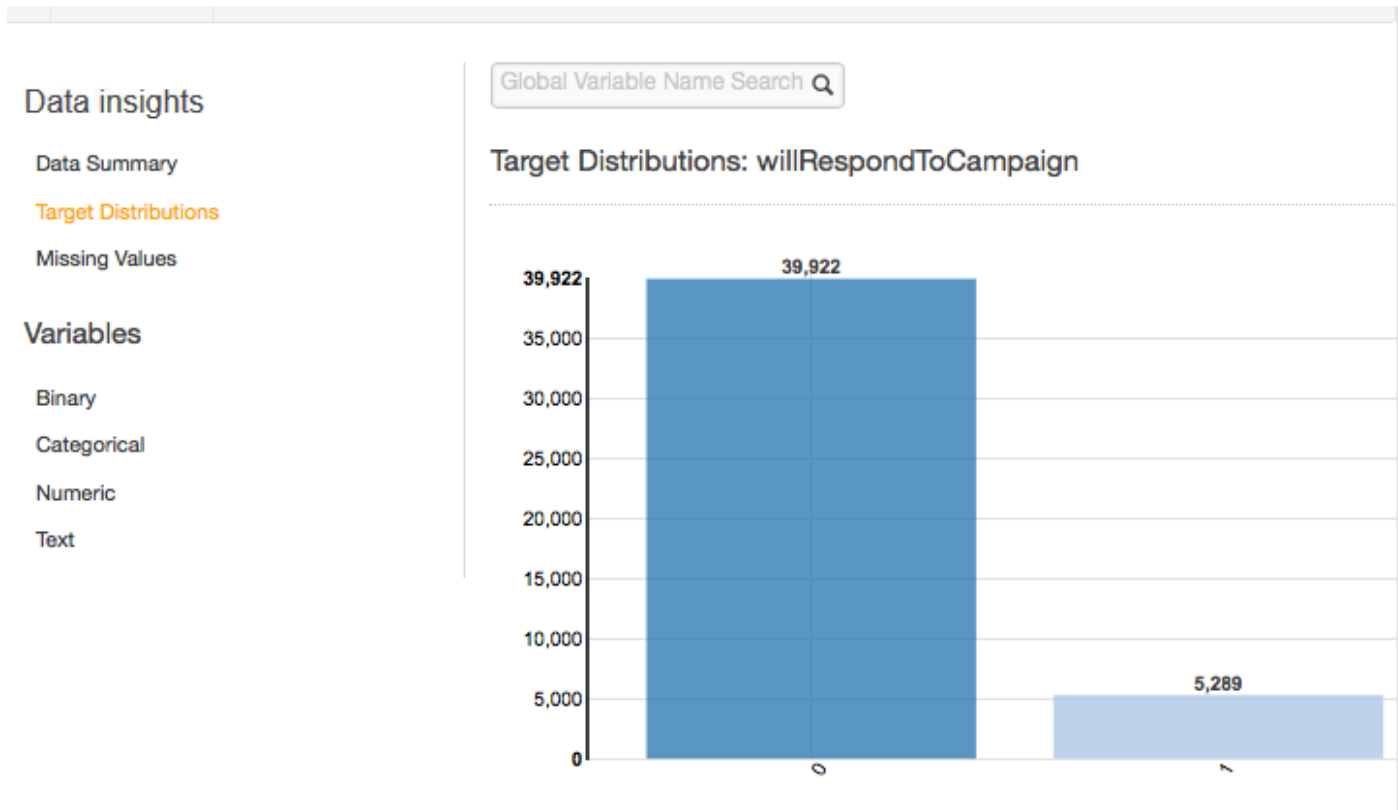 Data insights
Data Summary
Target Distributions
Missing Values
Variables
Binary
Categorical
Numeric
Text
Global Variable Name Search
Target Distributions: willRespondToCampaign
39,922
39,922
35,000
30,000
25,000
20,000
15,000
10,000
5,289
5,000
0
0
1